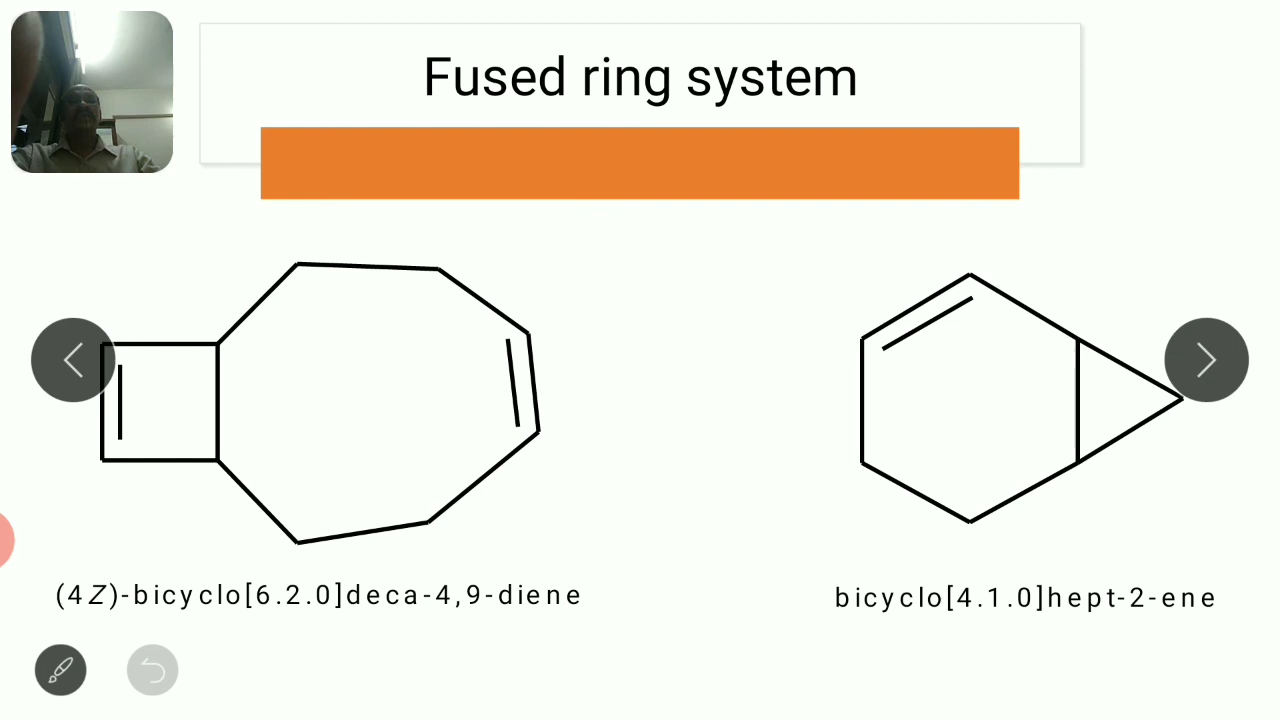 Fused ring system
(4Z)-bicyclo[6.2.0]deca-4,9-diene
bicyclo[4.1.0]hept-2-ene